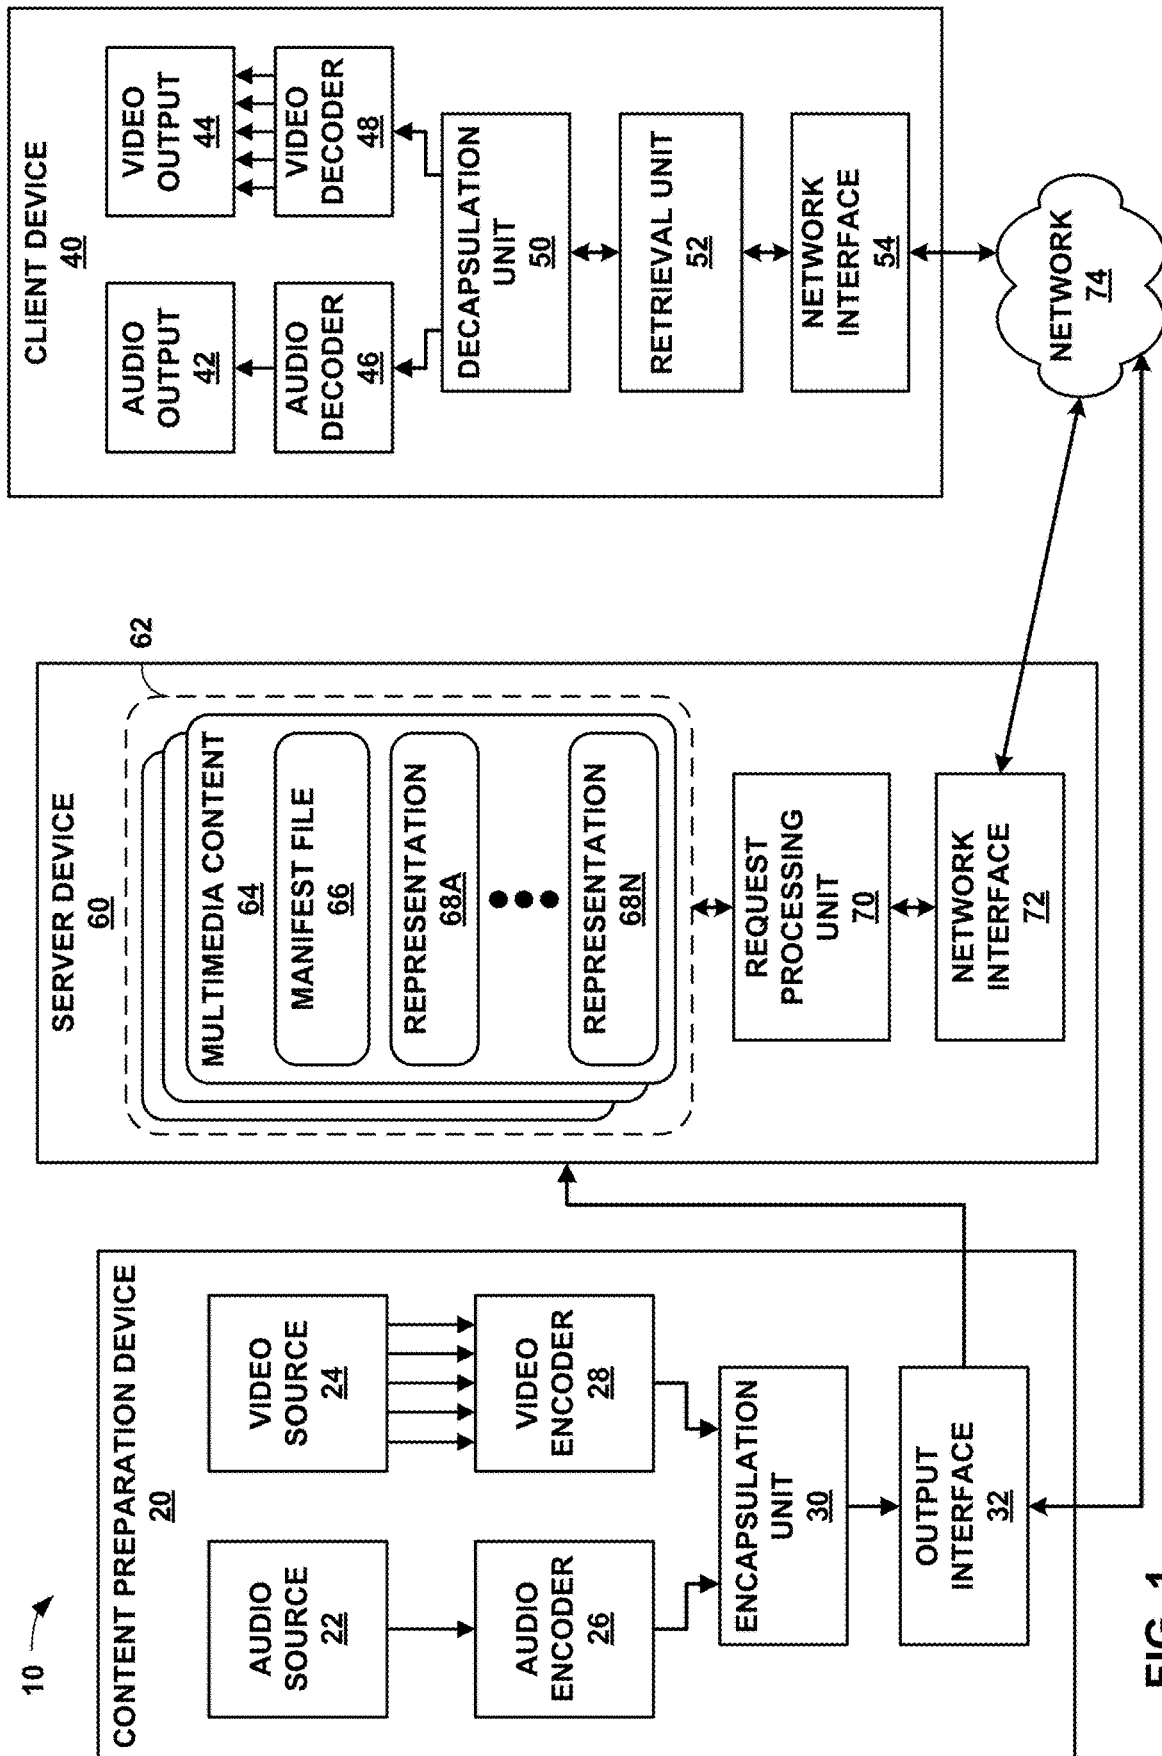 10
CONTENT PREPARATION DEVICE
20
AUDIO
SOURCE
22
VIDEO
SOURCE
24
AUDIO
ENCODER
26
VIDEO
ENCODER
28
ENCAPSULATION
UNIT
30
OUTPUT
INTERFACE
32
SERVER DEVICE
60
62
MULTIMEDIA CONTENT
64
MANIFEST FILE
66
REPRESENTATION
68A
REPRESENTATION
68N
REQUEST
PROCESSING
UNIT
70
NETWORK
INTERFACE
72
CLIENT DEVICE
40
AUDIO
OUTPUT
42
VIDEO
OUTPUT
44
AUDIO
DECODER
46
VIDEO
DECODER
48
DECAPSULATION
UNIT
50
RETRIEVAL UNIT
52
NETWORK
INTERFACE
54
NETWORK
74
FIG. 1